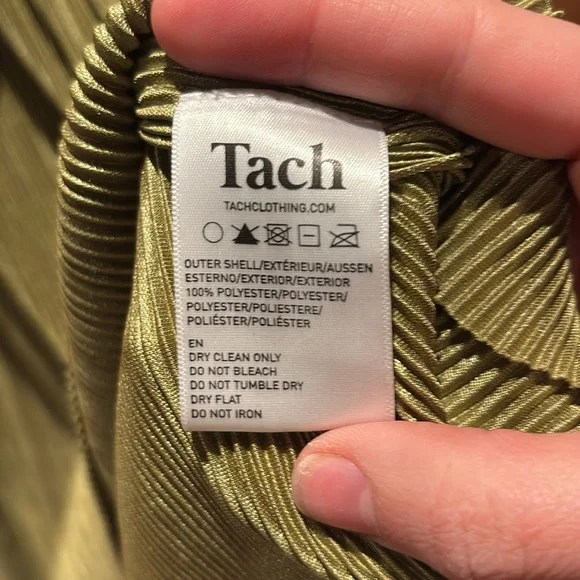 Tach
TACHCLOTHING.COM
OUTER SHELL/EXTÉRIEUR/AUSSEN
ESTERNO/EXTERIOR/EXTERIOR
100% POLYESTER/POLYESTER/
POLYESTER/POLIESTERE/
POLIÉSTER/POLIÉSTER
EN
DRY CLEAN ONLY
DO NOT BLEACH
DO NOT TUMBLE DRY
DRY FLAT
DO NOT IRON